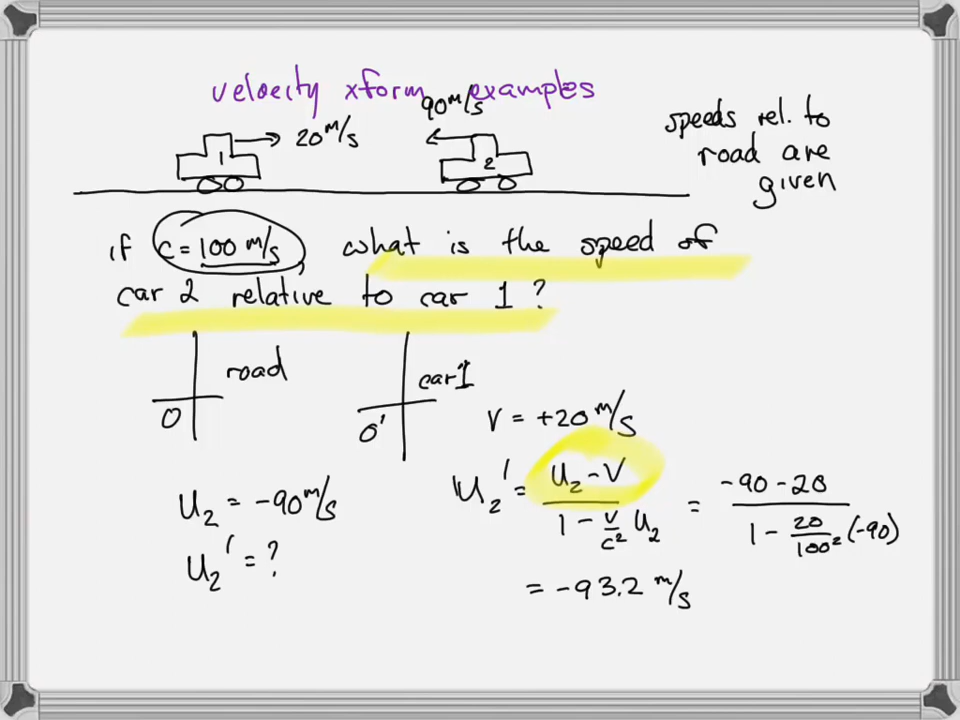 velocity xform examples
90 m/s
20 m/s
1
2
speeds rel. to
road are
given
if c = 100 m/s, what is the speed of
car 2 relative to car 1?
road
O
car 1
O'
V = +20 m/s
U₂ = -90 m/s
U₂' = ?
U₂' = (U₂ - V) / (1 - V/c² U₂) = (-90 - 20) / (1 - 20/100² (-90))
= -93.2 m/s